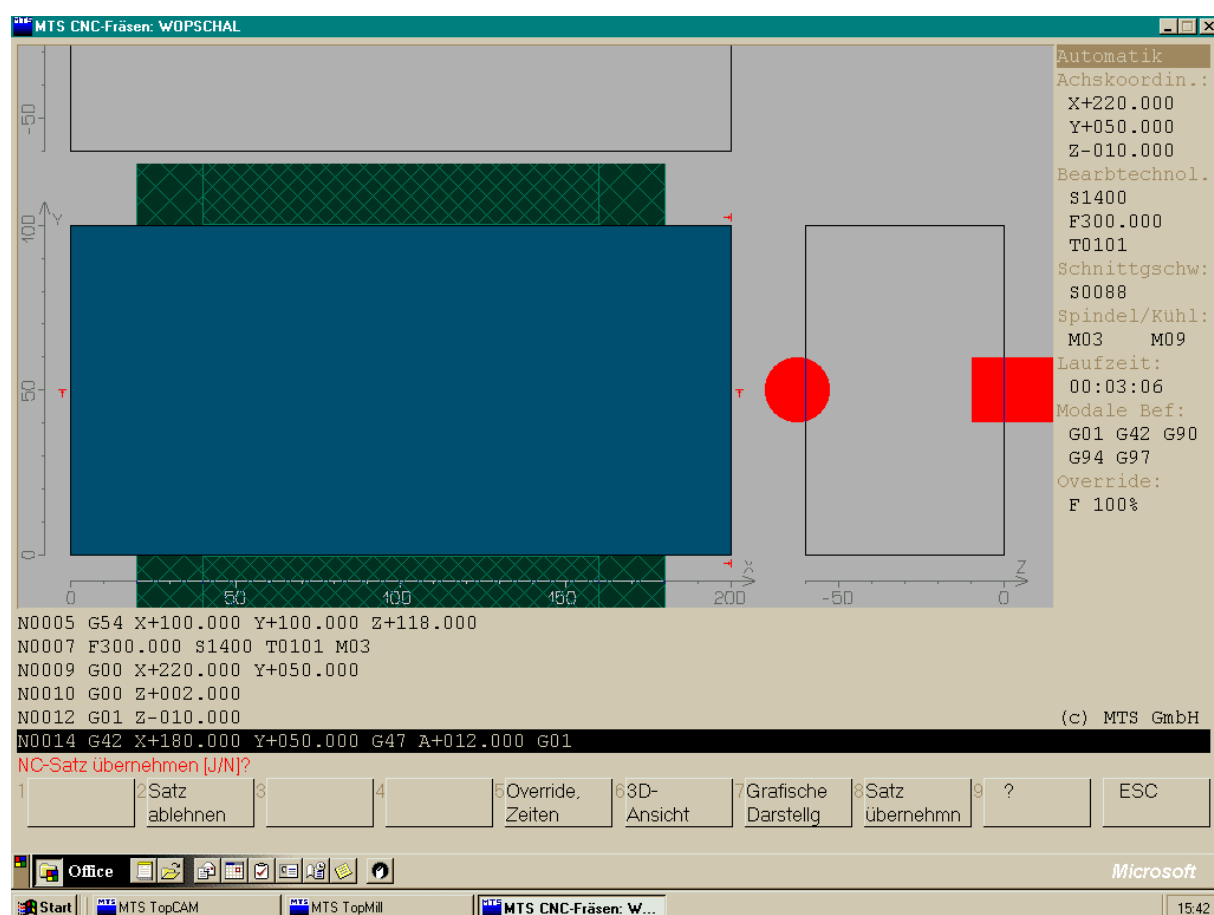 MTS CNC-Fräsen: WOPSCHAL
Automatik
Achskoordin.:
X+220.000
Y+050.000
Z-010.000
Bearbtechnol.
S1400
F300.000
T0101
Schnittgschw:
S0088
Spindel/Kühl:
M03 M09
Laufzeit:
00:03:06
Modale Bef:
G01 G42 G90
G94 G97
Override:
F 100%
-50
Y
100
50
0
0 50 100 150 200 X
-50 0 Z
N0005 G54 X+100.000 Y+100.000 Z+118.000
N0007 F300.000 S1400 T0101 M03
N0009 G00 X+220.000 Y+050.000
N0010 G00 Z+002.000
N0012 G01 Z-010.000
(c) MTS GmbH
N0014 G42 X+180.000 Y+050.000 G47 A+012.000 G01
NC-Satz übernehmen [J/N]?
1
2 Satz ablehnen
3
4
5 Override, Zeiten
6 3D-Ansicht
7 Grafische Darstellg
8 Satz übernehmn
9 ?
ESC
Office
Microsoft
Start
MTS TopCAM
MTS TopMill
MTS CNC-Fräsen: W...
15:42